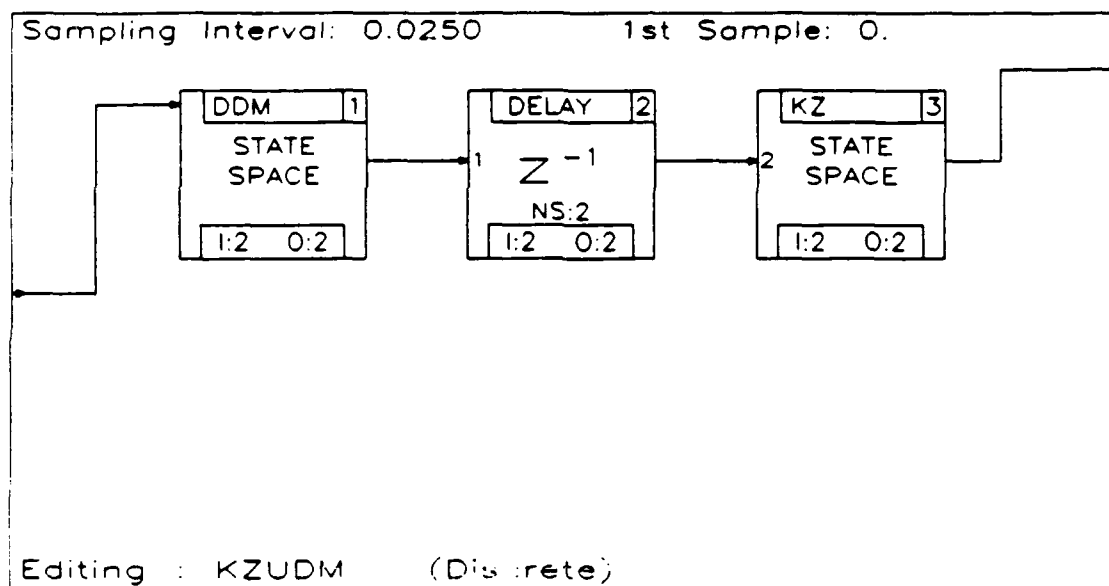 Sampling Interval: 0.0250 1st Sample: 0.
DDM 1
STATE
SPACE
I:2 O:2
DELAY 2
1
Z -1
NS:2
I:2 O:2
KZ 3
2
STATE
SPACE
I:2 O:2
Editing : KZUDM